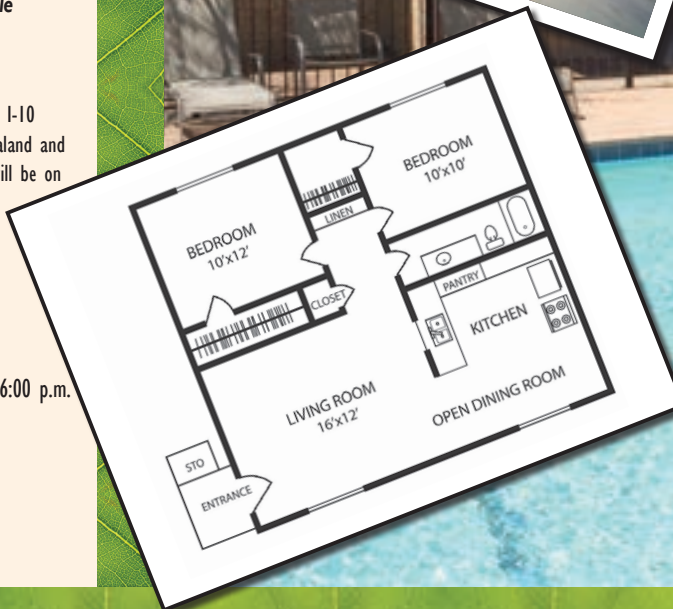 I-10
and
ill be on
6:00 p.m.
BEDROOM
10'x10'
LINEN
BEDROOM
10'x12'
CLOSET
PANTRY
KITCHEN
LIVING ROOM
16'x12'
OPEN DINING ROOM
STO
ENTRANCE